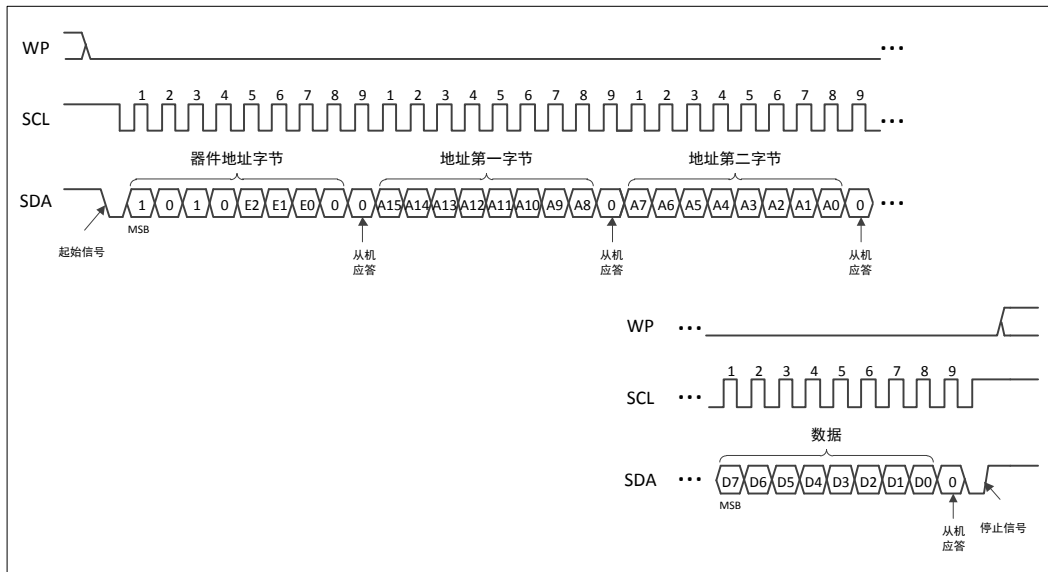 WP
...
1 2 3 4 5 6 7 8 9 1 2 3 4 5 6 7 8 9 1 2 3 4 5 6 7 8 9
SCL
...
器件地址字节 地址第一字节 地址第二字节
SDA 1 0 1 0 E2 E1 E0 0 0 A15 A14 A13 A12 A11 A10 A9 A8 0 A7 A6 A5 A4 A3 A2 A1 A0 0 ...
MSB
起始信号
从机
应答
从机
应答
从机
应答
WP ...
1 2 3 4 5 6 7 8 9
SCL ...
数据
SDA ... D7 D6 D5 D4 D3 D2 D1 D0 0
MSB
从机
应答
停止信号